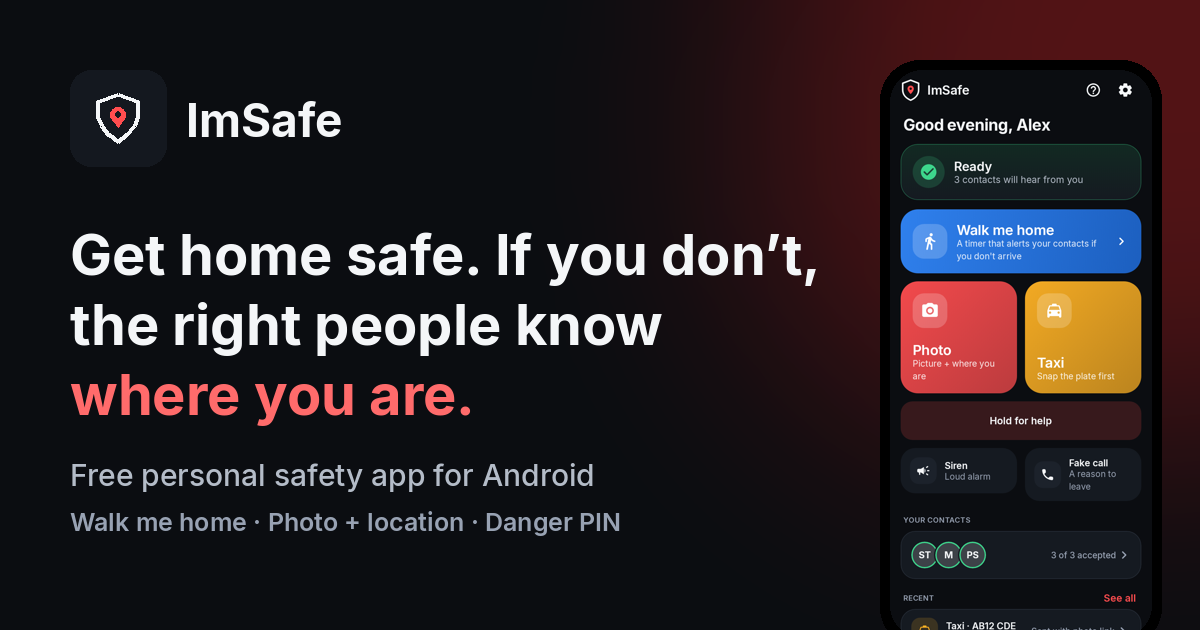 ImSafe
Get home safe. If you don’t,
the right people know
where you are.
Free personal safety app for Android
Walk me home · Photo + location · Danger PIN
ImSafe
Good evening, Alex
Ready
3 contacts will hear from you
Walk me home
A timer that alerts your contacts if
you don't arrive
Photo
Picture + where you
are
Taxi
Snap the plate first
Hold for help
Siren
Loud alarm
Fake call
A reason to
leave
YOUR CONTACTS
ST M PS
3 of 3 accepted
RECENT
See all
Taxi · AB12 CDE
Sent with photo link